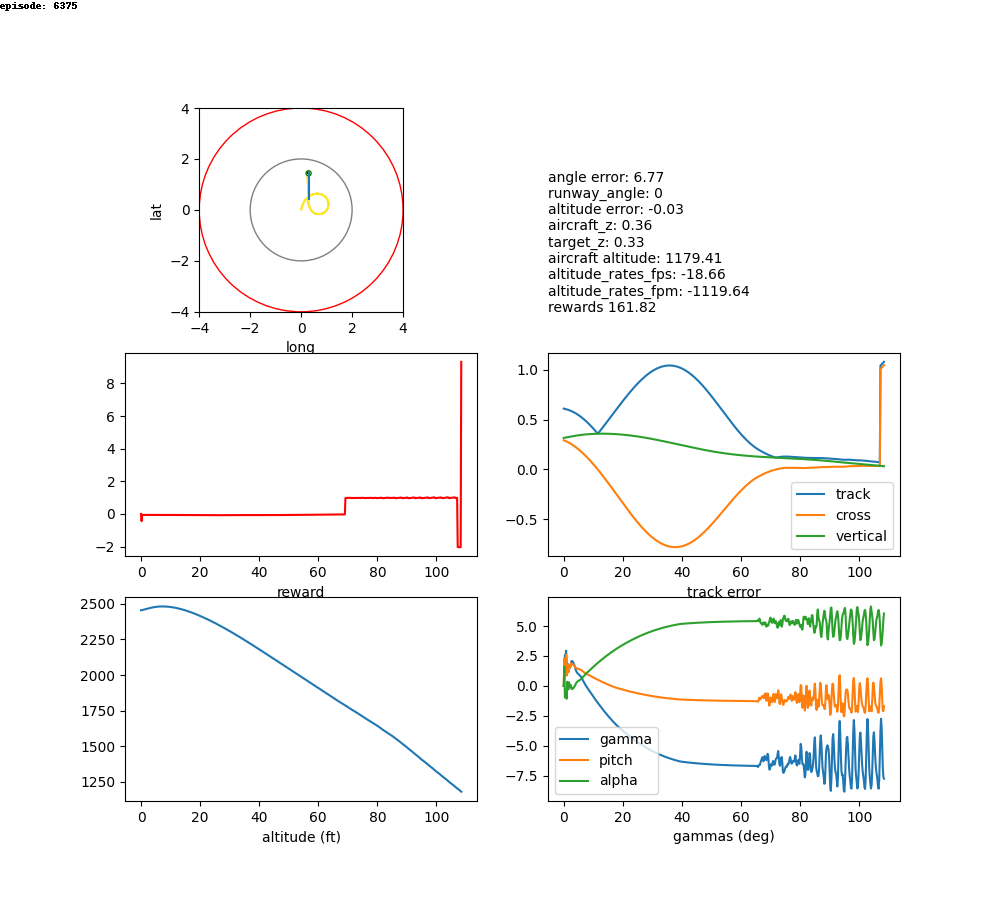 episode: 6375
4
2
0
−2
−4
lat
−4 −2 0 2 4
long
angle error: 6.77
runway_angle: 0
altitude error: -0.03
aircraft_z: 0.36
target_z: 0.33
aircraft altitude: 1179.41
altitude_rates_fps: -18.66
altitude_rates_fpm: -1119.64
rewards 161.82
8
6
4
2
0
−2
0 20 40 60 80 100
reward
1.0
0.5
0.0
−0.5
track
cross
vertical
0 20 40 60 80 100
track error
2500
2250
2000
1750
1500
1250
0 20 40 60 80 100
altitude (ft)
5.0
2.5
0.0
−2.5
−5.0
−7.5
gamma
pitch
alpha
0 20 40 60 80 100
gammas (deg)